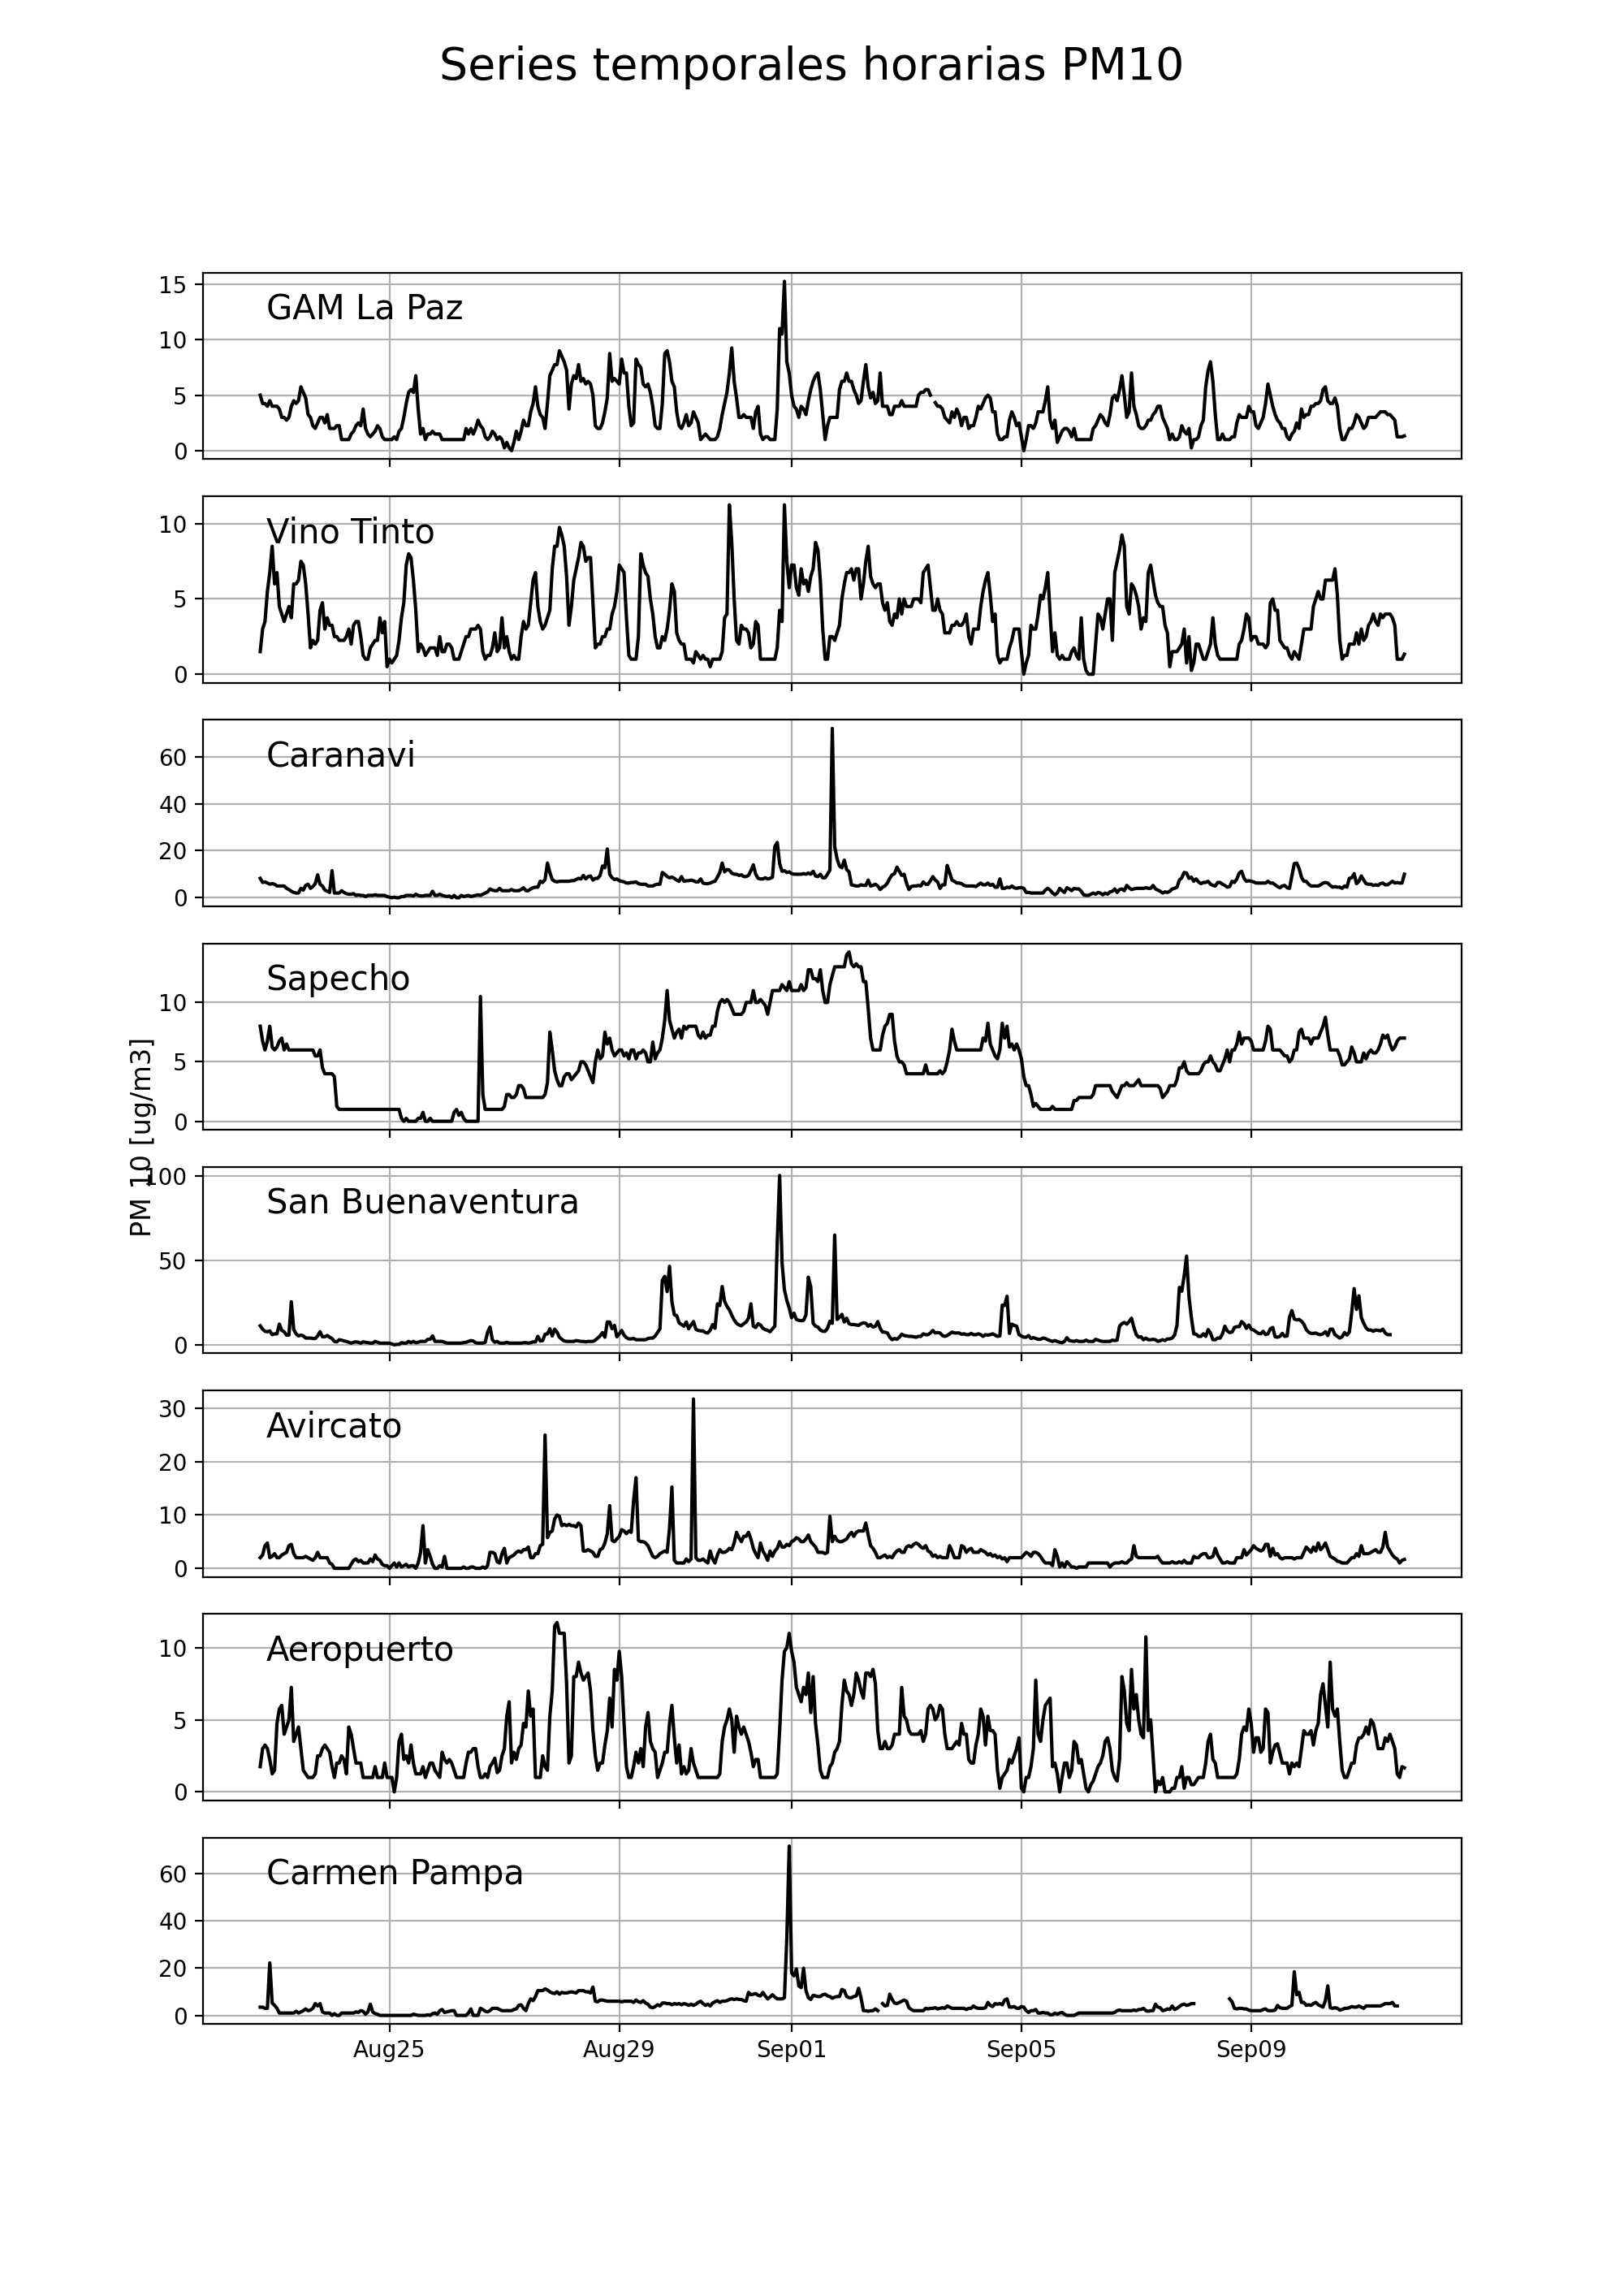 Series temporales horarias PM10
15
GAM La Paz
10
5
0
10
Vino Tinto
5
0
60
Caranavi
40
20
0
Sapecho
10
5
0
PM 10 [ug/m3]
100
San Buenaventura
50
0
30
Avircato
20
10
0
10
Aeropuerto
5
0
60
Carmen Pampa
40
20
0
Aug25 Aug29 Sep01 Sep05 Sep09